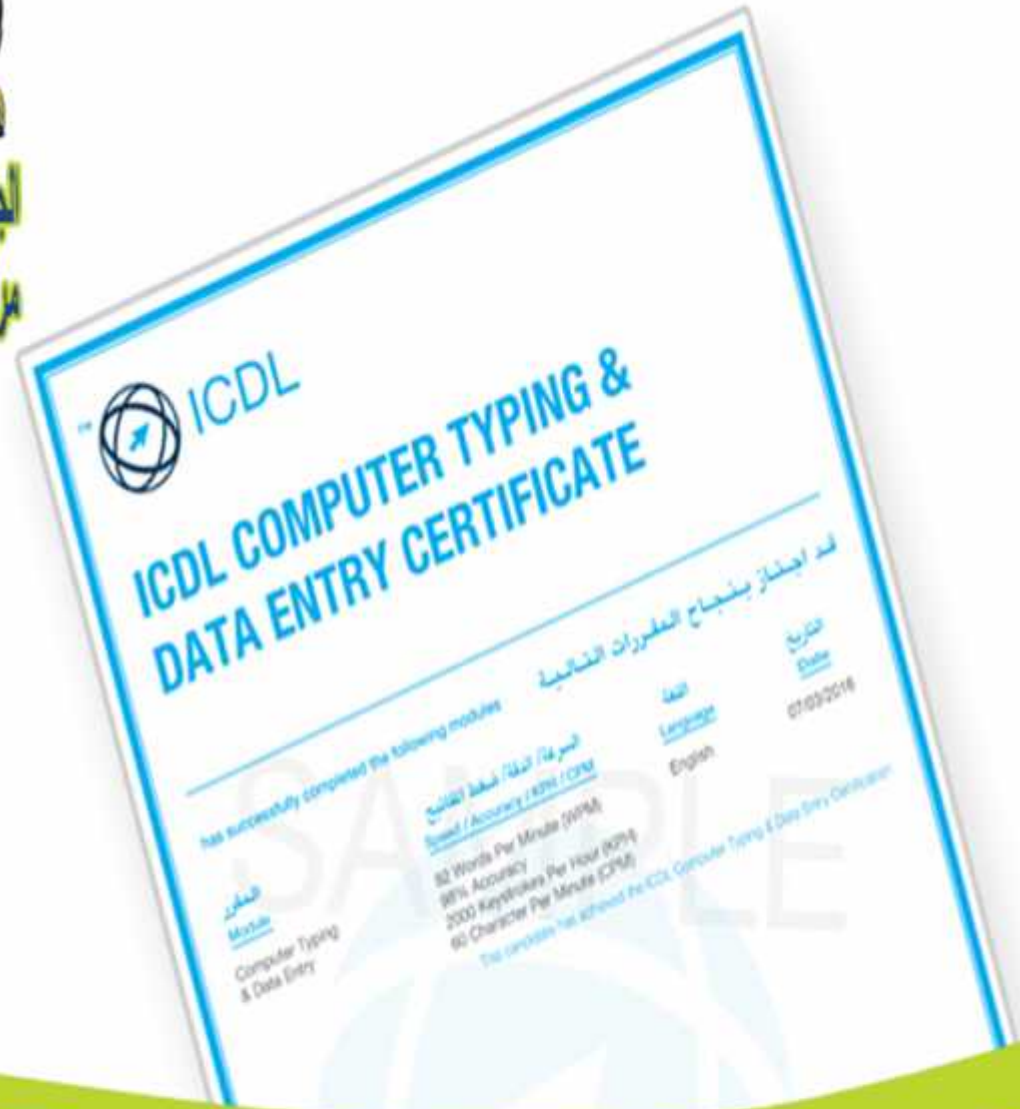 ™
ICDL
ICDL COMPUTER TYPING &
DATA ENTRY CERTIFICATE
has successfully completed the following modules قد اجتاز بنجاح المقررات التالية
المقرر السرعة/ الدقة/ ضغط المفاتيح اللغة التاريخ
Module Speed / Accuracy / KPH / CPM Language Date
Computer Typing 92 Words Per Minute (WPM) English 07/03/2016
& Data Entry 98% Accuracy
2000 Keystrokes Per Hour (KPH)
60 Character Per Minute (CPM)
The candidate has achieved the ICDL Computer Typing & Data Entry Certification
SAMPLE